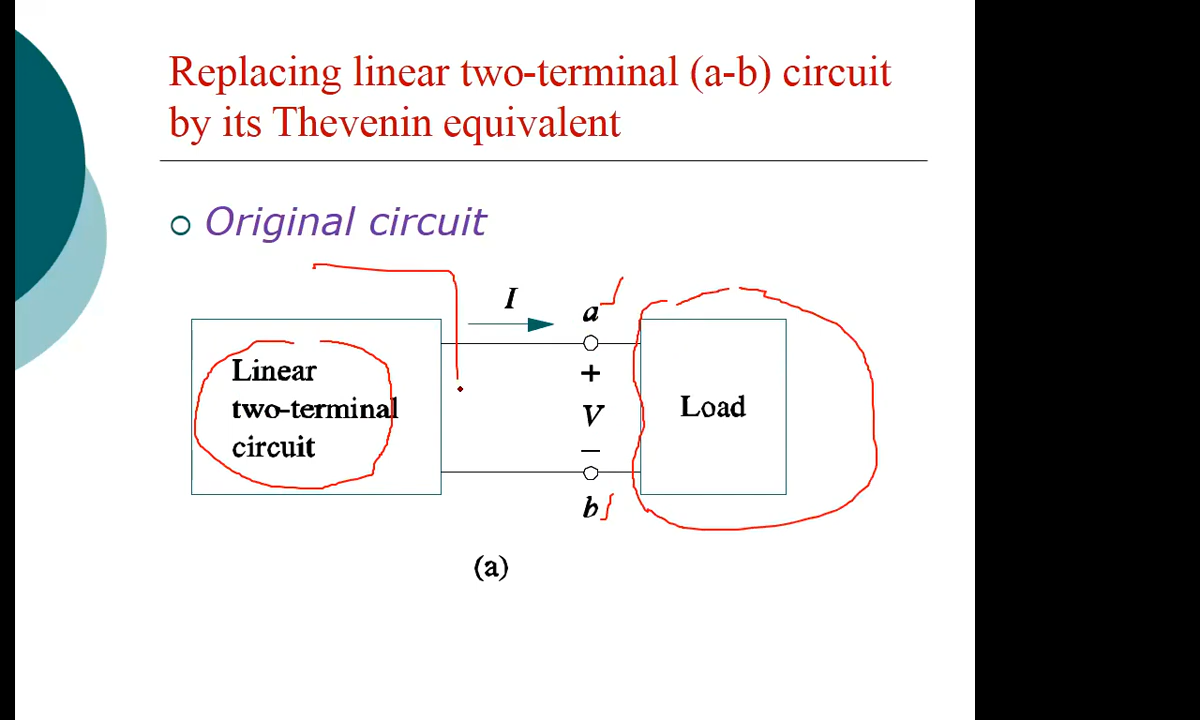 Replacing linear two-terminal (a-b) circuit
by its Thevenin equivalent
Original circuit
I
a
Linear
two-terminal
circuit
+
V
−
Load
b
(a)